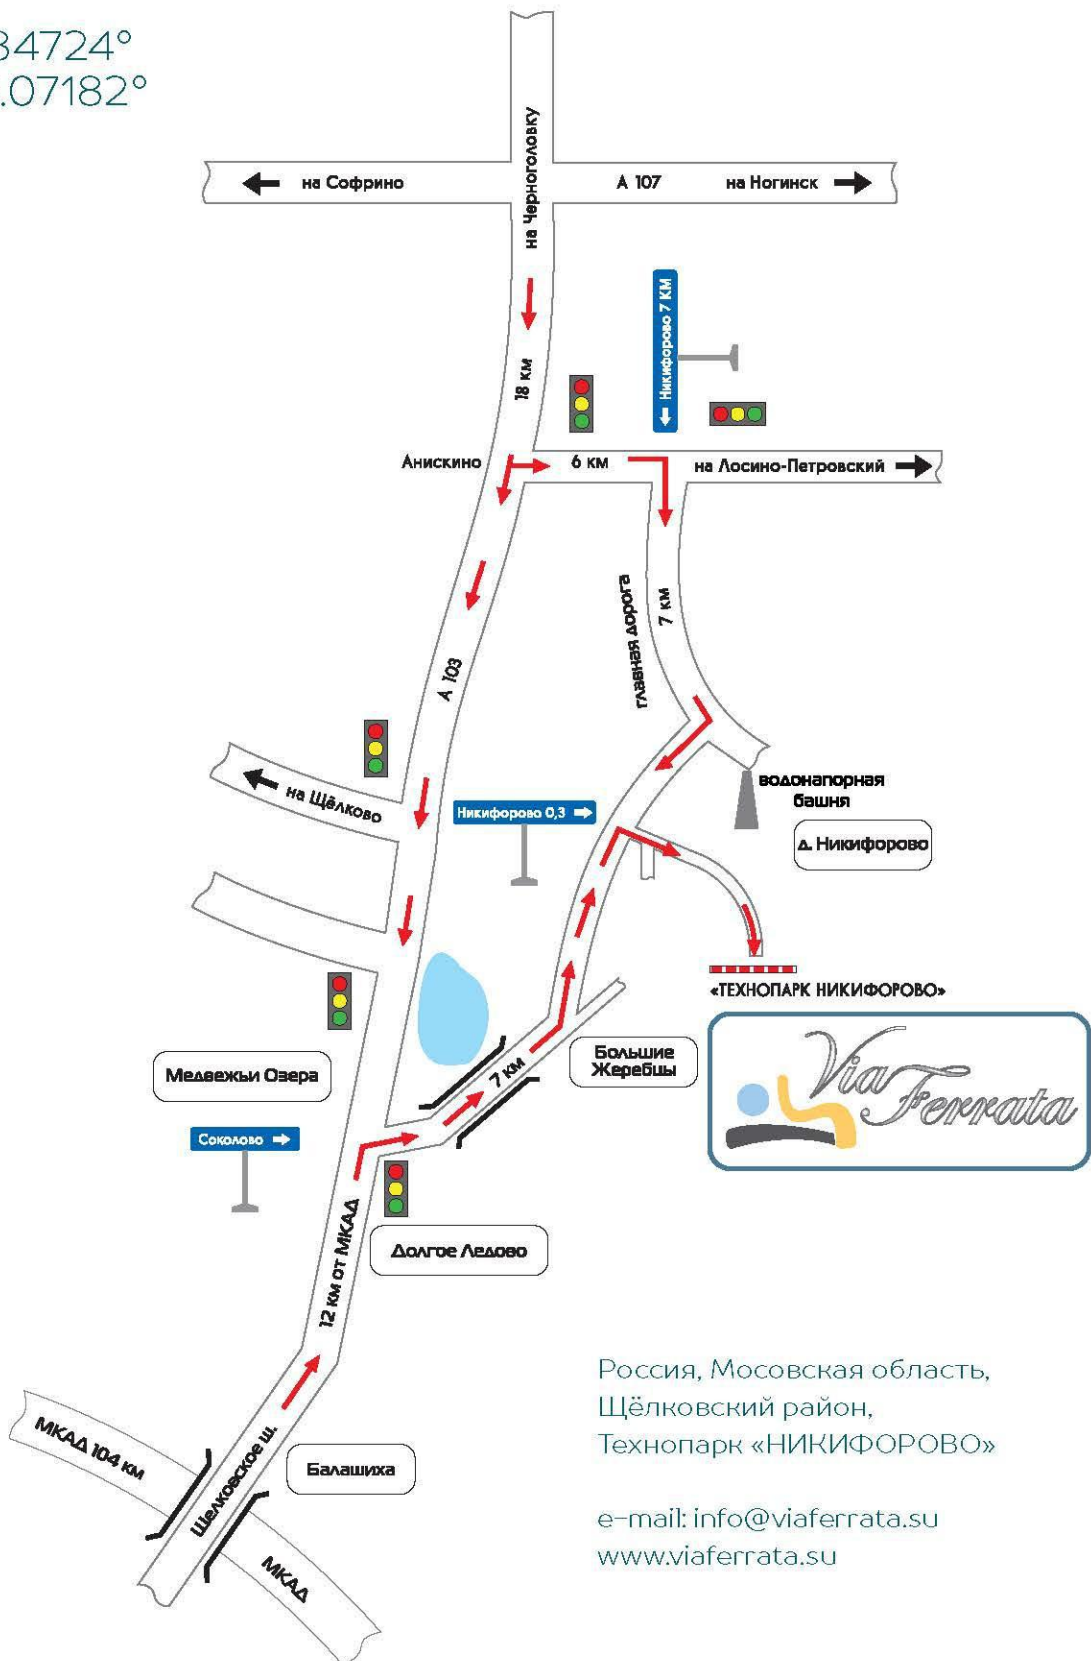 34724°
.07182°
на Черноголовку
на Софрино
А 107
на Ногинск
Никифорово 7 КМ
18 км
Анискино
6 км
на Лосино-Петровский
главная дорога
7 км
А 103
на Щёлково
водонапорная
башня
Никифорово 0,3
д. Никифорово
«ТЕХНОПАРК НИКИФОРОВО»
Via
Ferrata
Большие
Жеребцы
7 км
Медвежьи Озера
Соколово
Долгое Ледово
12 км от МКАД
Россия, Мосовская область,
Щёлковский район,
Технопарк «НИКИФОРОВО»
МКАД 104 км
Щелковское ш.
Балашиха
МКАД
e-mail: info@viaferrata.su
www.viaferrata.su